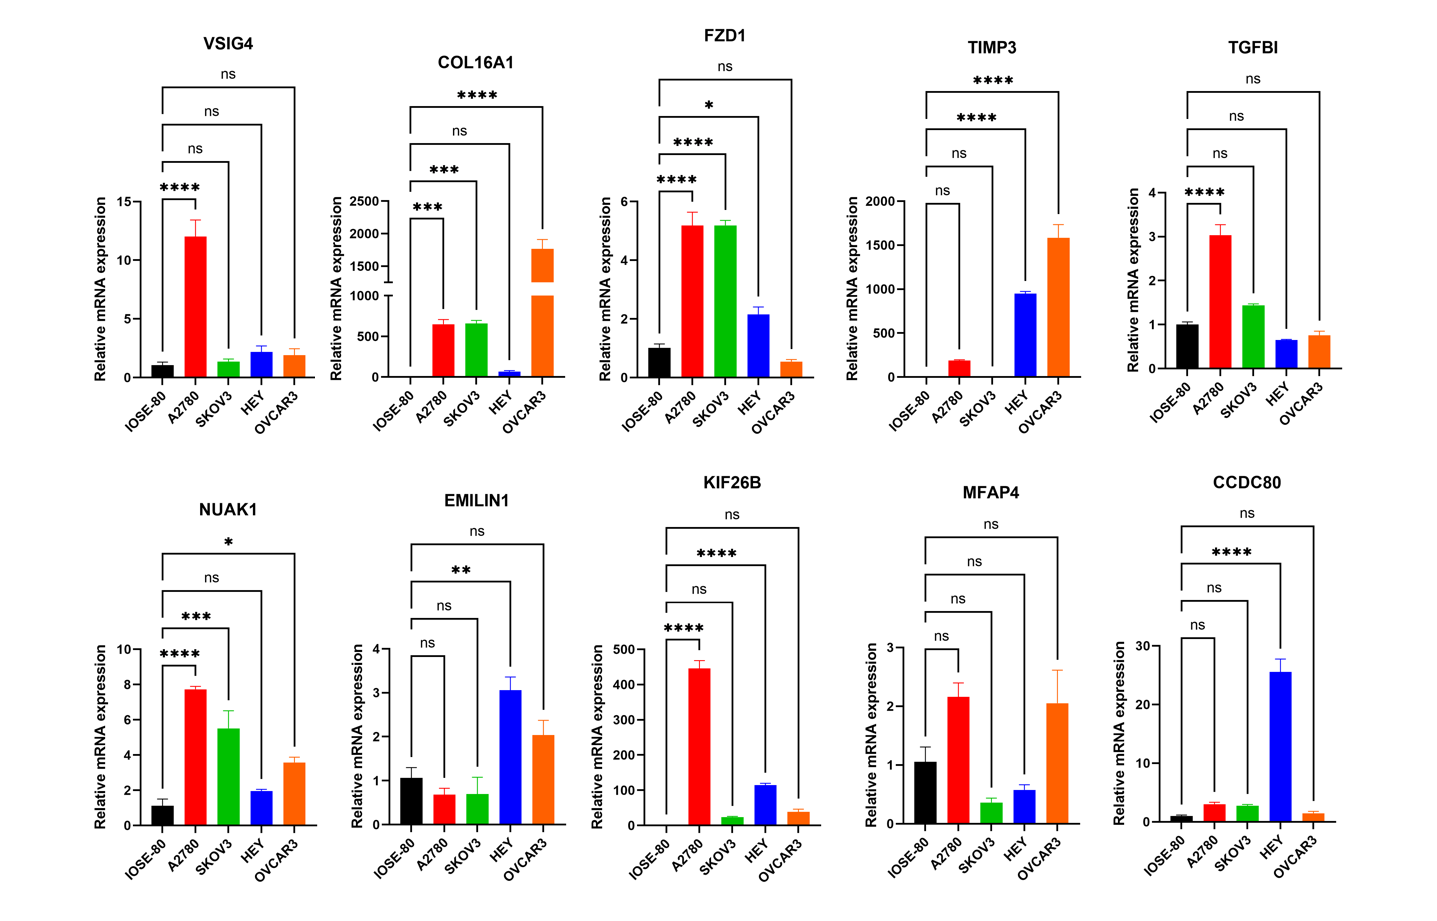 VSIG4
ns
ns
ns
****
Relative mRNA expression
15
10
5
0
IOSE-80
A2780
SKOV3
HEY
OVCAR3
COL16A1
****
ns
***
***
Relative mRNA expression
2500
2000
1500
1000
500
0
IOSE-80
A2780
SKOV3
HEY
OVCAR3
FZD1
ns
*
****
****
Relative mRNA expression
6
4
2
0
IOSE-80
A2780
SKOV3
HEY
OVCAR3
TIMP3
****
****
ns
ns
Relative mRNA expression
2000
1500
1000
500
0
IOSE-80
A2780
SKOV3
HEY
OVCAR3
TGFBI
ns
ns
ns
****
Relative mRNA expression
4
3
2
1
0
IOSE-80
A2780
SKOV3
HEY
OVCAR3
NUAK1
*
ns
***
****
Relative mRNA expression
10
8
6
4
2
0
IOSE-80
A2780
SKOV3
HEY
OVCAR3
EMILIN1
ns
**
ns
ns
Relative mRNA expression
4
3
2
1
0
IOSE-80
A2780
SKOV3
HEY
OVCAR3
KIF26B
ns
****
ns
****
Relative mRNA expression
500
400
300
200
100
0
IOSE-80
A2780
SKOV3
HEY
OVCAR3
MFAP4
ns
ns
ns
ns
Relative mRNA expression
3
2
1
0
IOSE-80
A2780
SKOV3
HEY
OVCAR3
CCDC80
ns
****
ns
ns
Relative mRNA expression
30
20
10
0
IOSE-80
A2780
SKOV3
HEY
OVCAR3